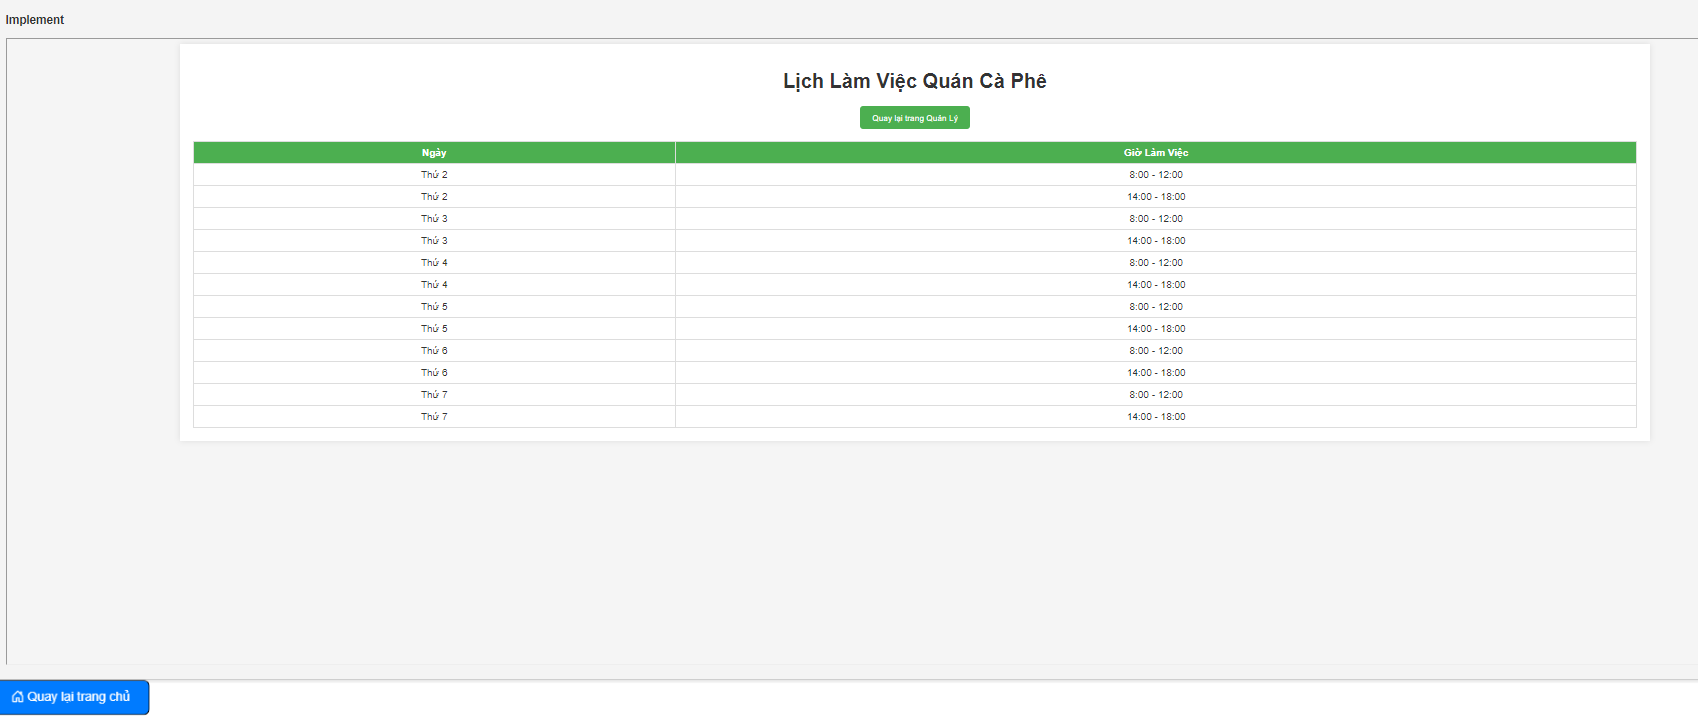 Implement
Lịch Làm Việc Quán Cà Phê
Quay lại trang Quản Lý
Ngày Giờ Làm Việc
Thứ 2 8:00 - 12:00
Thứ 2 14:00 - 18:00
Thứ 3 8:00 - 12:00
Thứ 3 14:00 - 18:00
Thứ 4 8:00 - 12:00
Thứ 4 14:00 - 18:00
Thứ 5 8:00 - 12:00
Thứ 5 14:00 - 18:00
Thứ 6 8:00 - 12:00
Thứ 6 14:00 - 18:00
Thứ 7 8:00 - 12:00
Thứ 7 14:00 - 18:00
Quay lại trang chủ